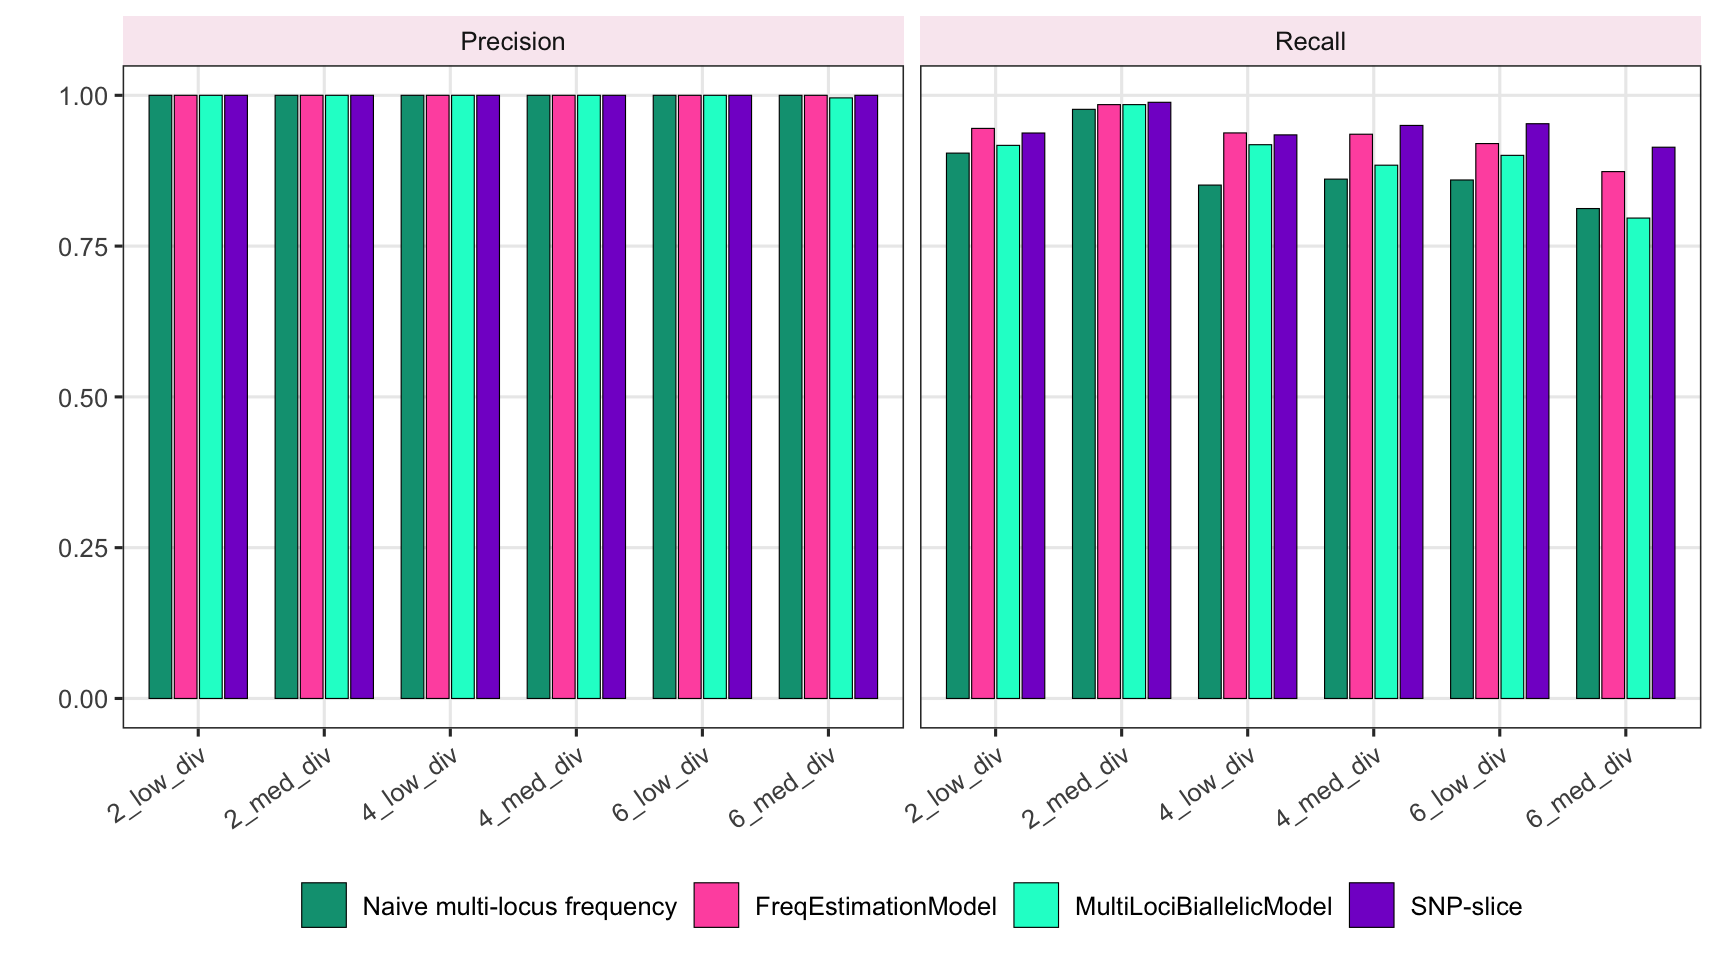 Precision
Recall
1.00
0.75
0.50
0.25
0.00
2_low_div
2_med_div
4_low_div
4_med_div
6_low_div
6_med_div
2_low_div
2_med_div
4_low_div
4_med_div
6_low_div
6_med_div
Naive multi-locus frequency
FreqEstimationModel
MultiLociBiallelicModel
SNP-slice